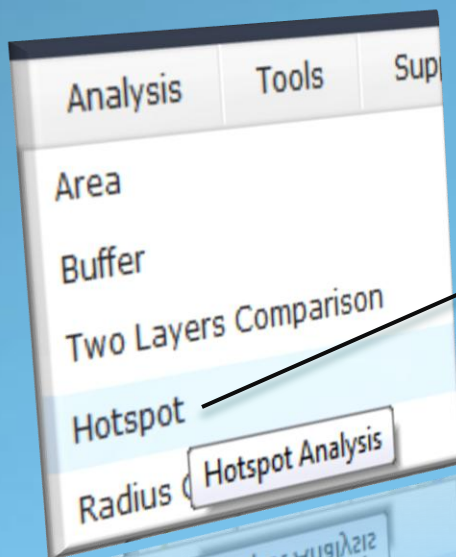 Analysis Tools
Area
Buffer
Two Layers Comparison
Hotspot
Hotspot Analysis
Radius